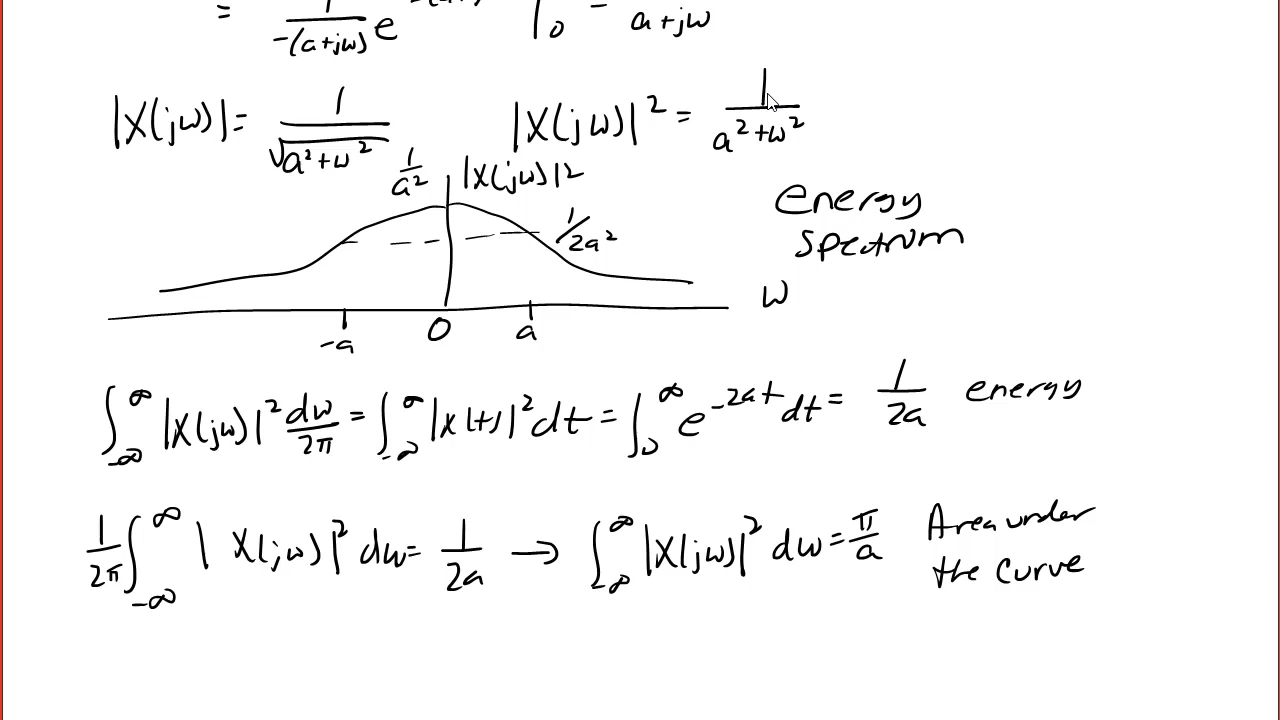 = 1/(-(a+jω)) e |₀ = a+jω
|X(jω)| = 1/√(a²+ω²) |X(jω)|² = 1/(a²+ω²)
1/a² |X(jω)|²
energy
spectrum
1/2a²
ω
-a 0 a
∫_{-∞}^{∞} |X(jω)|² dω/2π = ∫_{-∞}^{∞} |x(t)|² dt = ∫_0^∞ e^{-2at} dt = 1/2a energy
1/2π ∫_{-∞}^{∞} |X(jω)|² dω = 1/2a → ∫_{-∞}^{∞} |X(jω)|² dω = π/a Area under
the curve